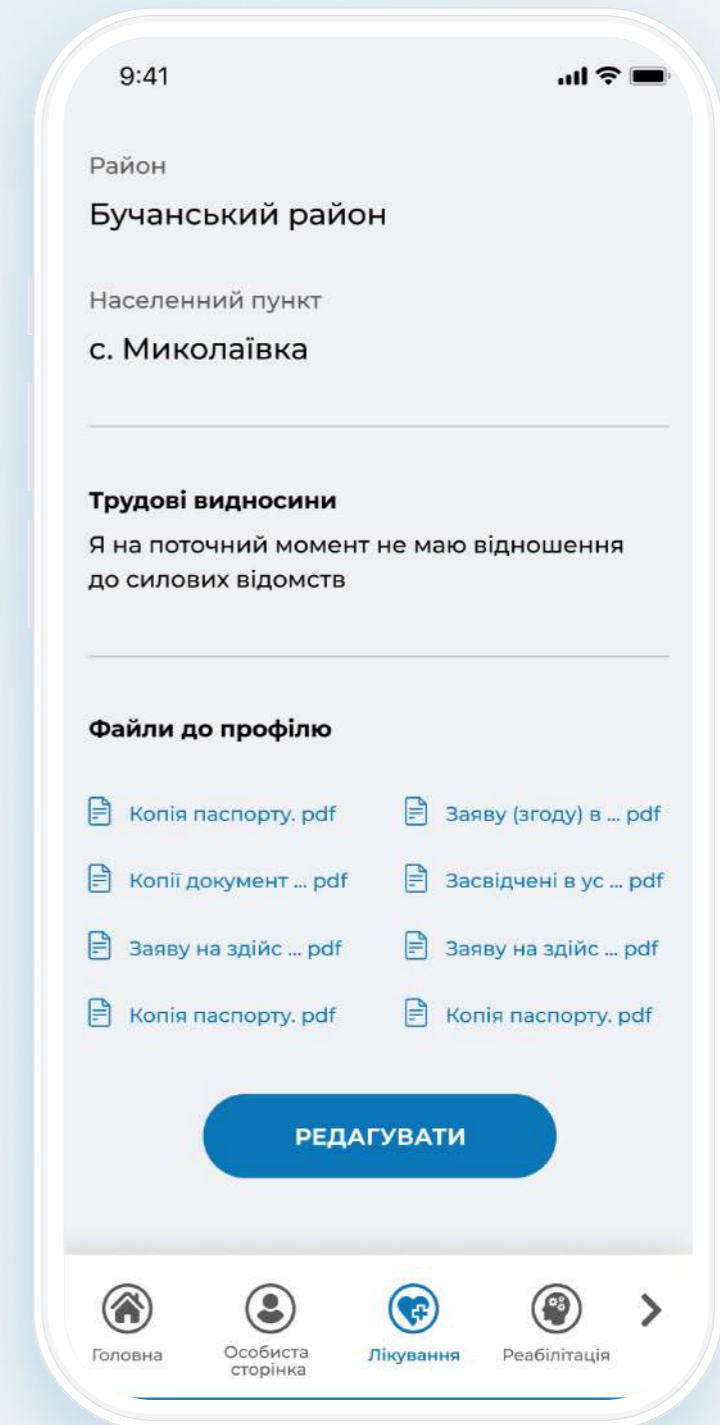 9:41
Район
Бучанський район
Населенний пункт
с. Миколаївка
Трудові видносини
Я на поточний момент не маю відношення
до силових відомств
Файли до профілю
Копія паспорту. pdf
Заяву (згоду) в ... pdf
Копії документ ... pdf
Засвідчені в ус ... pdf
Заяву на здійс ... pdf
Заяву на здійс ... pdf
Копія паспорту. pdf
Копія паспорту. pdf
РЕДАГУВАТИ
Головна
Особиста
сторінка
Лікування
Реабілітація